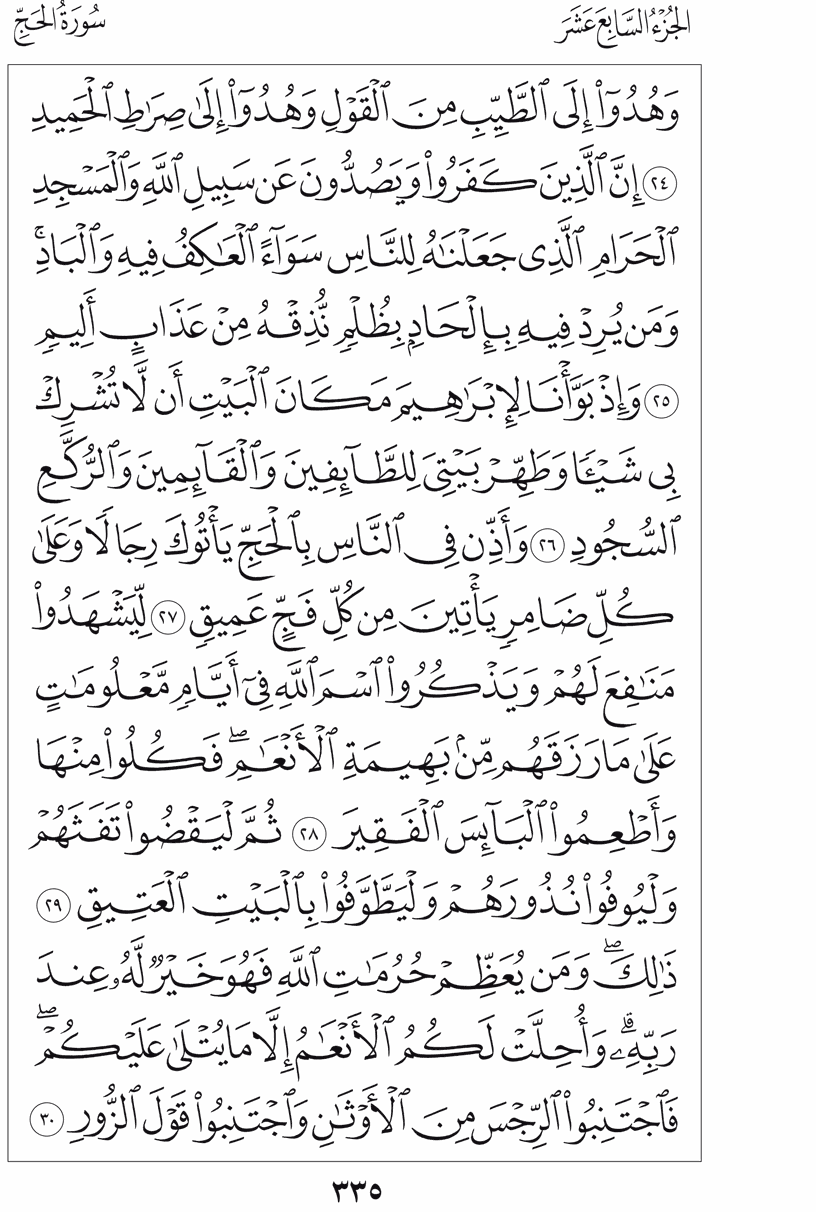 الجُزْءُ السَّابِعَ عَشَرَ
سُورَةُ الحَجِّ
وَهُدُوٓا۟ إِلَى ٱلطَّيِّبِ مِنَ ٱلْقَوْلِ وَهُدُوٓا۟ إِلَىٰ صِرَٰطِ ٱلْحَمِيدِ
٢٤ إِنَّ ٱلَّذِينَ كَفَرُوا۟ وَيَصُدُّونَ عَن سَبِيلِ ٱللَّهِ وَٱلْمَسْجِدِ
ٱلْحَرَامِ ٱلَّذِى جَعَلْنَٰهُ لِلنَّاسِ سَوَآءً ٱلْعَٰكِفُ فِيهِ وَٱلْبَادِ ۚ
وَمَن يُرِدْ فِيهِ بِإِلْحَادٍۭ بِظُلْمٍ نُّذِقْهُ مِنْ عَذَابٍ أَلِيمٍ
٢٥ وَإِذْ بَوَّأْنَا لِإِبْرَٰهِيمَ مَكَانَ ٱلْبَيْتِ أَن لَّا تُشْرِكْ
بِى شَيْـًٔا وَطَهِّرْ بَيْتِىَ لِلطَّآئِفِينَ وَٱلْقَآئِمِينَ وَٱلرُّكَّعِ
ٱلسُّجُودِ ٢٦ وَأَذِّن فِى ٱلنَّاسِ بِٱلْحَجِّ يَأْتُوكَ رِجَالًا وَعَلَىٰ
كُلِّ ضَامِرٍ يَأْتِينَ مِن كُلِّ فَجٍّ عَمِيقٍ ٢٧ لِّيَشْهَدُوا۟
مَنَٰفِعَ لَهُمْ وَيَذْكُرُوا۟ ٱسْمَ ٱللَّهِ فِىٓ أَيَّامٍ مَّعْلُومَٰتٍ
عَلَىٰ مَا رَزَقَهُم مِّنۢ بَهِيمَةِ ٱلْأَنْعَٰمِ ۖ فَكُلُوا۟ مِنْهَا
وَأَطْعِمُوا۟ ٱلْبَآئِسَ ٱلْفَقِيرَ ٢٨ ثُمَّ لْيَقْضُوا۟ تَفَثَهُمْ
وَلْيُوفُوا۟ نُذُورَهُمْ وَلْيَطَّوَّفُوا۟ بِٱلْبَيْتِ ٱلْعَتِيقِ ٢٩
ذَٰلِكَ ۖ وَمَن يُعَظِّمْ حُرُمَٰتِ ٱللَّهِ فَهُوَ خَيْرٌ لَّهُۥ عِندَ
رَبِّهِۦ ۗ وَأُحِلَّتْ لَكُمُ ٱلْأَنْعَٰمُ إِلَّا مَا يُتْلَىٰ عَلَيْكُمْ ۖ
فَٱجْتَنِبُوا۟ ٱلرِّجْسَ مِنَ ٱلْأَوْثَٰنِ وَٱجْتَنِبُوا۟ قَوْلَ ٱلزُّورِ ٣٠
٣٣٥